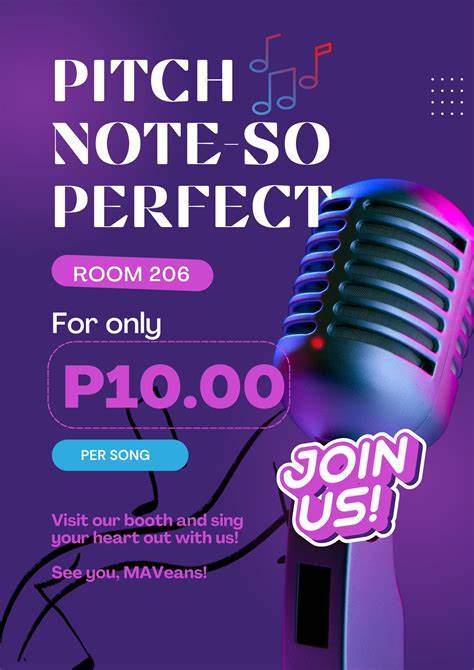 PITCH
NOTE-SO
PERFECT
ROOM 206
For only
P10.00
PER SONG
JOIN
US!
Visit our booth and sing
your heart out with us!
See you, MAVeans!